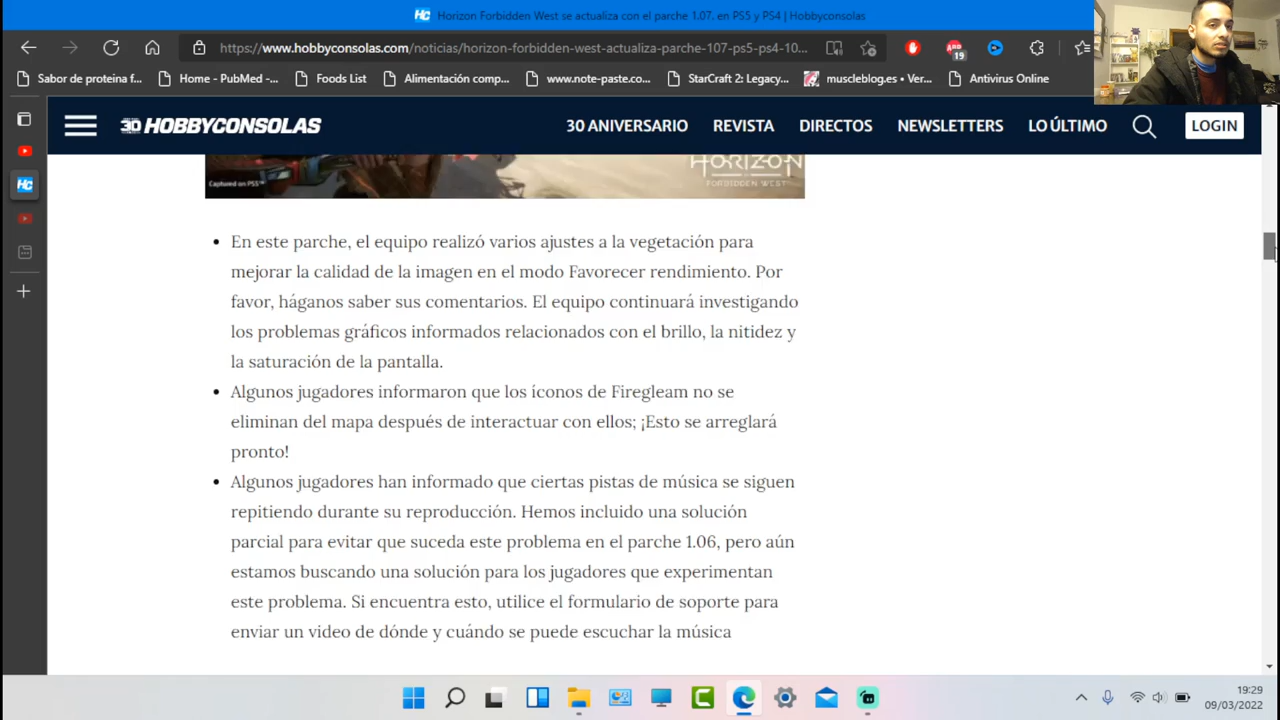 Horizon Forbidden West se actualiza con el parche 1.07. en PS5 y PS4 | Hobbyconsolas
https://www.hobbyconsolas.com/noticias/horizon-forbidden-west-actualiza-parche-107-ps5-ps4-10...
19
Sabor de proteina f... Home - PubMed -... Foods List Alimentación comp... www.note-paste.co... StarCraft 2: Legacy... muscleblog.es • Ver... Antivirus Online
30 HOBBYCONSOLAS 30 ANIVERSARIO REVISTA DIRECTOS NEWSLETTERS LO ÚLTIMO LOGIN
HC
Captured on PS5™
HORIZON
FORBIDDEN WEST
• En este parche, el equipo realizó varios ajustes a la vegetación para
mejorar la calidad de la imagen en el modo Favorecer rendimiento. Por
favor, háganos saber sus comentarios. El equipo continuará investigando
los problemas gráficos informados relacionados con el brillo, la nitidez y
la saturación de la pantalla.
• Algunos jugadores informaron que los íconos de Firegleam no se
eliminan del mapa después de interactuar con ellos; ¡Esto se arreglará
pronto!
• Algunos jugadores han informado que ciertas pistas de música se siguen
repitiendo durante su reproducción. Hemos incluido una solución
parcial para evitar que suceda este problema en el parche 1.06, pero aún
estamos buscando una solución para los jugadores que experimentan
este problema. Si encuentra esto, utilice el formulario de soporte para
enviar un video de dónde y cuándo se puede escuchar la música
19:29
09/03/2022